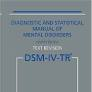 DIAGNOSTIC AND STATISTICAL
MANUAL OF
MENTAL DISORDERS
TEXT REVISION
DSM-IV-TR®